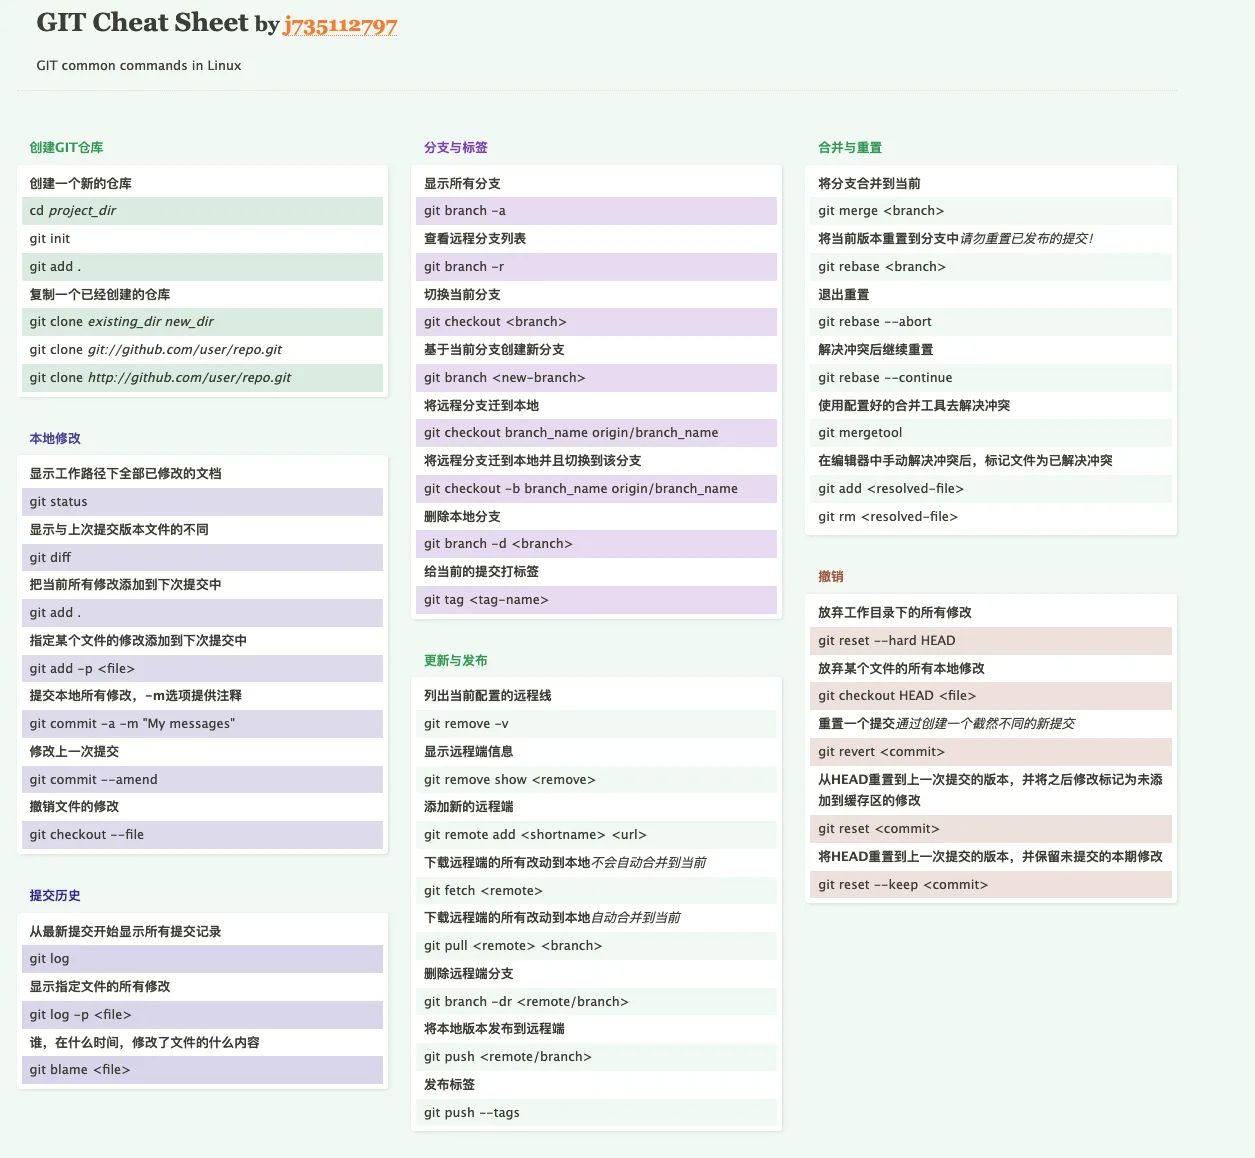 GIT Cheat Sheet by j735112797
GIT common commands in Linux
创建GIT仓库
创建一个新的仓库
cd project_dir
git init
git add .
复制一个已经创建的仓库
git clone existing_dir new_dir
git clone git://github.com/user/repo.git
git clone http://github.com/user/repo.git
本地修改
显示工作路径下全部已修改的文档
git status
显示与上次提交版本文件的不同
git diff
把当前所有修改添加到下次提交中
git add .
指定某个文件的修改添加到下次提交中
git add -p <file>
提交本地所有修改，-m选项提供注释
git commit -a -m "My messages"
修改上一次提交
git commit --amend
撤销文件的修改
git checkout --file
提交历史
从最新提交开始显示所有提交记录
git log
显示指定文件的所有修改
git log -p <file>
谁，在什么时间，修改了文件的什么内容
git blame <file>
分支与标签
显示所有分支
git branch -a
查看远程分支列表
git branch -r
切换当前分支
git checkout <branch>
基于当前分支创建新分支
git branch <new-branch>
将远程分支迁到本地
git checkout branch_name origin/branch_name
将远程分支迁到本地并且切换到该分支
git checkout -b branch_name origin/branch_name
删除本地分支
git branch -d <branch>
给当前的提交打标签
git tag <tag-name>
更新与发布
列出当前配置的远程线
git remove -v
显示远程端信息
git remove show <remove>
添加新的远程端
git remote add <shortname> <url>
下载远程端的所有改动到本地不会自动合并到当前
git fetch <remote>
下载远程端的所有改动到本地自动合并到当前
git pull <remote> <branch>
删除远程端分支
git branch -dr <remote/branch>
将本地版本发布到远程端
git push <remote/branch>
发布标签
git push --tags
合并与重置
将分支合并到当前
git merge <branch>
将当前版本重置到分支中请勿重置已发布的提交！
git rebase <branch>
退出重置
git rebase --abort
解决冲突后继续重置
git rebase --continue
使用配置好的合并工具去解决冲突
git mergetool
在编辑器中手动解决冲突后，标记文件为已解决冲突
git add <resolved-file>
git rm <resolved-file>
撤销
放弃工作目录下的所有修改
git reset --hard HEAD
放弃某个文件的所有本地修改
git checkout HEAD <file>
重置一个提交通过创建一个截然不同的新提交
git revert <commit>
从HEAD重置到上一次提交的版本，并将之后修改标记为未添
加到缓存区的修改
git reset <commit>
将HEAD重置到上一次提交的版本，并保留未提交的本期修改
git reset --keep <commit>